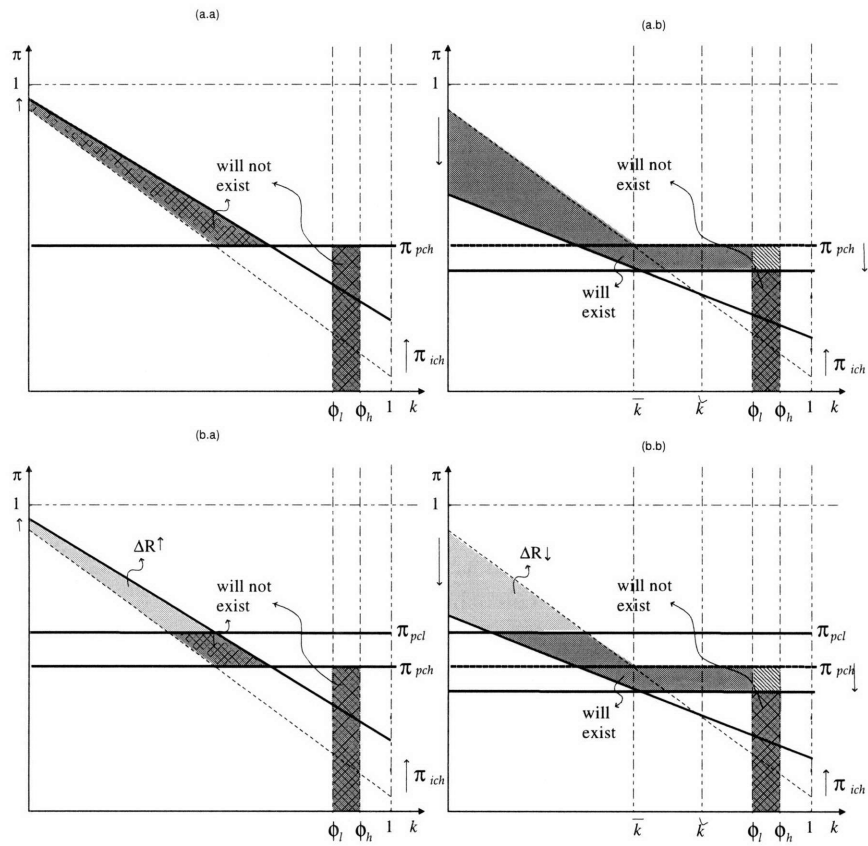 (a.a)
π
1
↑
will not
exist
π pch
↑ π ich
ϕl ϕh 1 k
(a.b)
π
1
↓
will not
exist
π pch ↓
will
exist
↑ π ich
k̅ ǩ ϕl ϕh 1 k
(b.a)
π
1
↑
ΔR↑
will not
exist
π pcl
π pch
↑ π ich
ϕl ϕh 1 k
(b.b)
π
1
↓
ΔR↓
will not
exist
π pcl
π pch ↓
will
exist
↑ π ich
k̅ ǩ ϕl ϕh 1 k